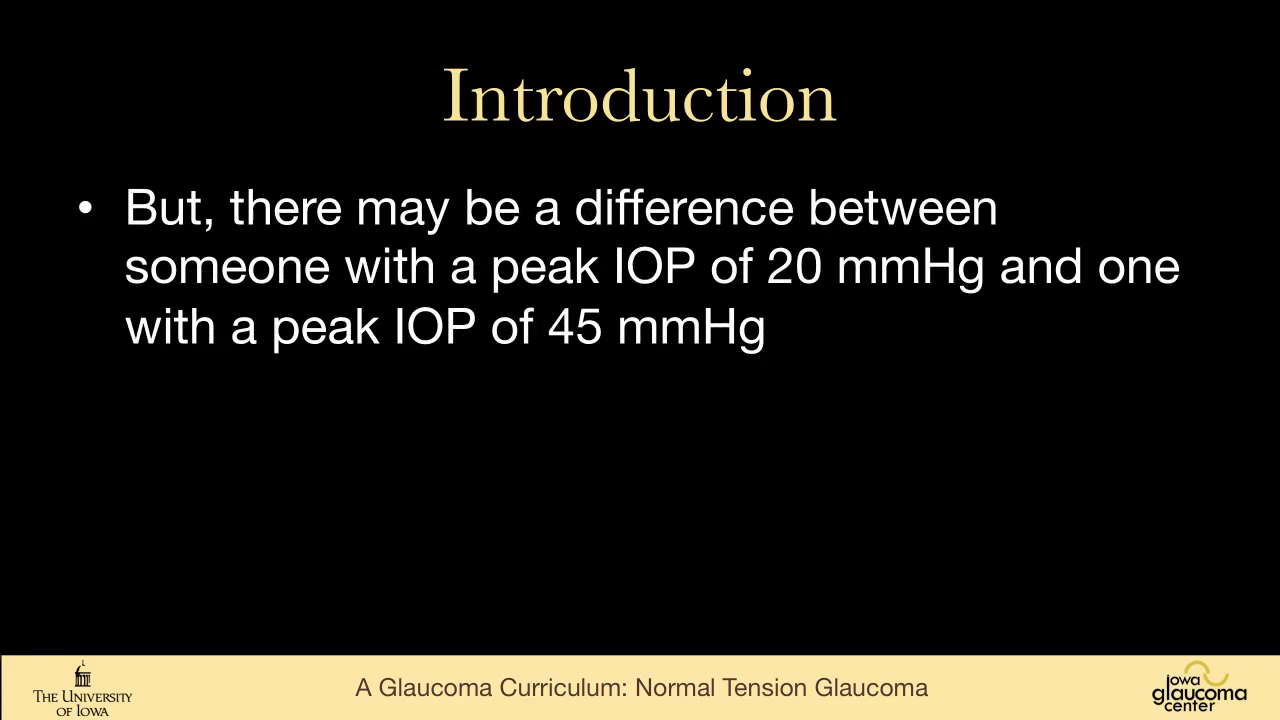 Introduction
• But, there may be a difference between
someone with a peak IOP of 20 mmHg and one
with a peak IOP of 45 mmHg
THE UNIVERSITY
OF IOWA
A Glaucoma Curriculum: Normal Tension Glaucoma
iowa
glaucoma
center